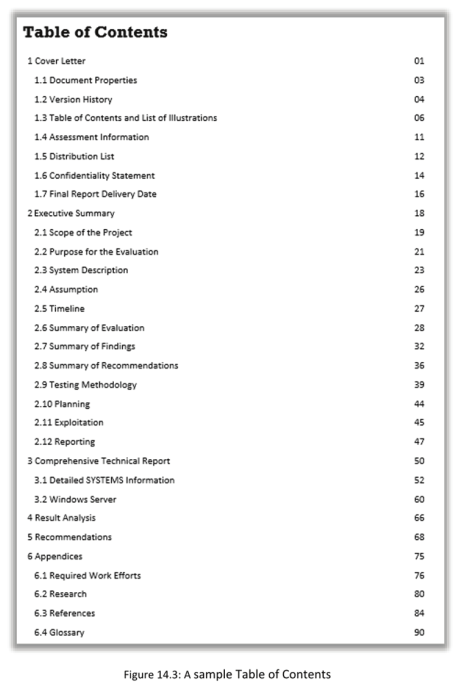 Table of Contents
1 Cover Letter 01
1.1 Document Properties 03
1.2 Version History 04
1.3 Table of Contents and List of Illustrations 06
1.4 Assessment Information 11
1.5 Distribution List 12
1.6 Confidentiality Statement 14
1.7 Final Report Delivery Date 16
2 Executive Summary 18
2.1 Scope of the Project 19
2.2 Purpose for the Evaluation 21
2.3 System Description 23
2.4 Assumption 26
2.5 Timeline 27
2.6 Summary of Evaluation 28
2.7 Summary of Findings 32
2.8 Summary of Recommendations 36
2.9 Testing Methodology 39
2.10 Planning 44
2.11 Exploitation 45
2.12 Reporting 47
3 Comprehensive Technical Report 50
3.1 Detailed SYSTEMS Information 52
3.2 Windows Server 60
4 Result Analysis 66
5 Recommendations 68
6 Appendices 75
6.1 Required Work Efforts 76
6.2 Research 80
6.3 References 84
6.4 Glossary 90
Figure 14.3: A sample Table of Contents